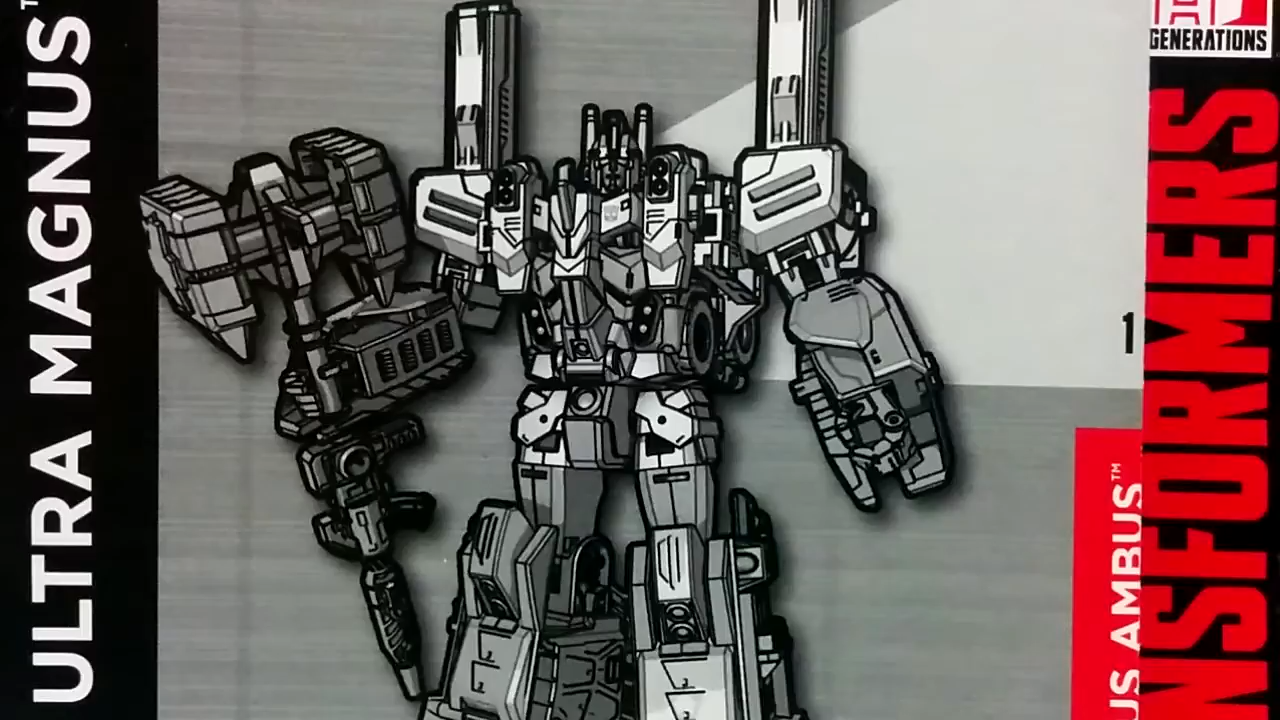 ULTRA MAGNUS™
GENERATIONS
1
US AMBUS™
NSFORMERS